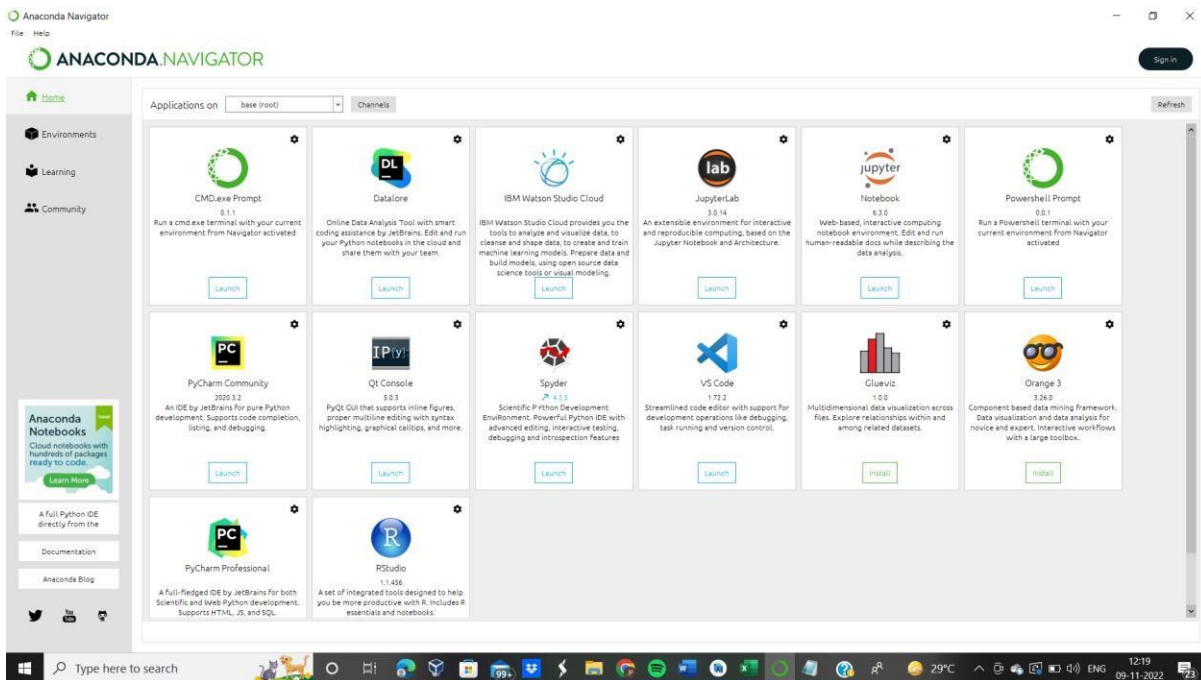 Anaconda Navigator
File Help
ANACONDA.NAVIGATOR
Sign in
Home
Environments
Learning
Community
Applications on base (root) Channels
Refresh
CMD.exe Prompt
0.1.1
Run a cmd.exe terminal with your current
environment from Navigator activated
Launch
DL
Datalore
Online Data Analysis Tool with smart
coding assistance by JetBrains. Edit and run
your Python notebooks in the cloud and
share them with your team.
Launch
IBM Watson Studio Cloud
IBM Watson Studio Cloud provides you the
tools to analyze and visualize data, to
cleanse and shape data, to create and train
machine learning models. Prepare data and
build models, using open source data
science tools or visual modeling.
Launch
lab
JupyterLab
3.0.14
An extensible environment for interactive
and reproducible computing, based on the
Jupyter Notebook and Architecture.
Launch
jupyter
Notebook
6.3.0
Web-based, interactive computing
notebook environment. Edit and run
human-readable docs while describing the
data analysis.
Launch
Powershell Prompt
0.0.1
Run a Powershell terminal with your
current environment from Navigator
activated
Launch
PC
PyCharm Community
2020.3.2
An IDE by JetBrains for pure Python
development. Supports code completion,
listing, and debugging.
Launch
IP[y]:
Qt Console
5.0.3
PyQt GUI that supports inline figures,
proper multiline editing with syntax
highlighting, graphical calltips, and more.
Launch
Spyder
4.2.5
Scientific Python Development
EnviRonment. Powerful Python IDE with
advanced editing, interactive testing,
debugging and introspection features
Launch
VS Code
1.72.2
Streamlined code editor with support for
development operations like debugging,
task running and version control.
Launch
Glueviz
1.0.0
Multidimensional data visualization across
files. Explore relationships within and
among related datasets.
Install
Orange 3
3.26.0
Component based data mining framework.
Data visualization and data analysis for
novice and expert. Interactive workflows
with a large toolbox.
Install
PC
PyCharm Professional
A full-fledged IDE by JetBrains for both
Scientific and Web Python development.
Supports HTML, JS, and SQL.
R
RStudio
1.1.456
A set of integrated tools designed to help
you be more productive with R. Includes R
essentials and notebooks.
Anaconda
Notebooks
Cloud notebooks with
hundreds of packages
ready to code.
Learn More
A full Python IDE
directly from the
Documentation
Anaconda Blog
You
Tube
Type here to search
99+
29°C
ENG
12:19
09-11-2022
23